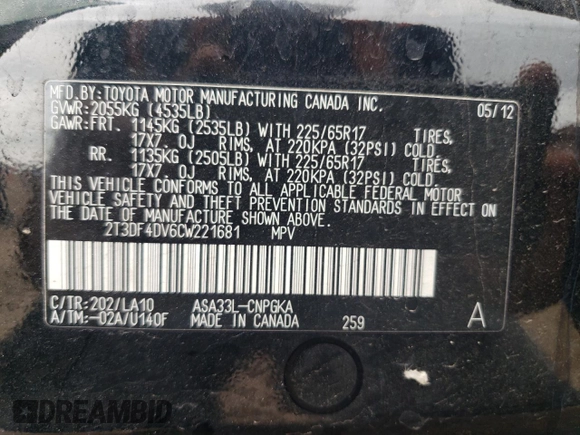 MFD.BY:TOYOTA MOTOR MANUFACTURING CANADA INC.
GVWR:2055KG (4535LB) 05/12
GAWR:FRT. 1145KG (2535LB) WITH 225/65R17 TIRES,
17X7.0J RIMS, AT 220KPA (32PSI) COLD.
RR. 1135KG (2505LB) WITH 225/65R17 TIRES,
17X7.0J RIMS, AT 220KPA (32PSI) COLD.
THIS VEHICLE CONFORMS TO ALL APPLICABLE FEDERAL MOTOR
VEHICLE SAFETY AND THEFT PREVENTION STANDARDS IN EFFECT ON
THE DATE OF MANUFACTURE SHOWN ABOVE.
2T3DF4DV6CW221681 MPV
C/TR:202/LA10 ASA33L-CNPGKA
A/TM:-02A/U140F MADE IN CANADA 259 A
DREAMBID